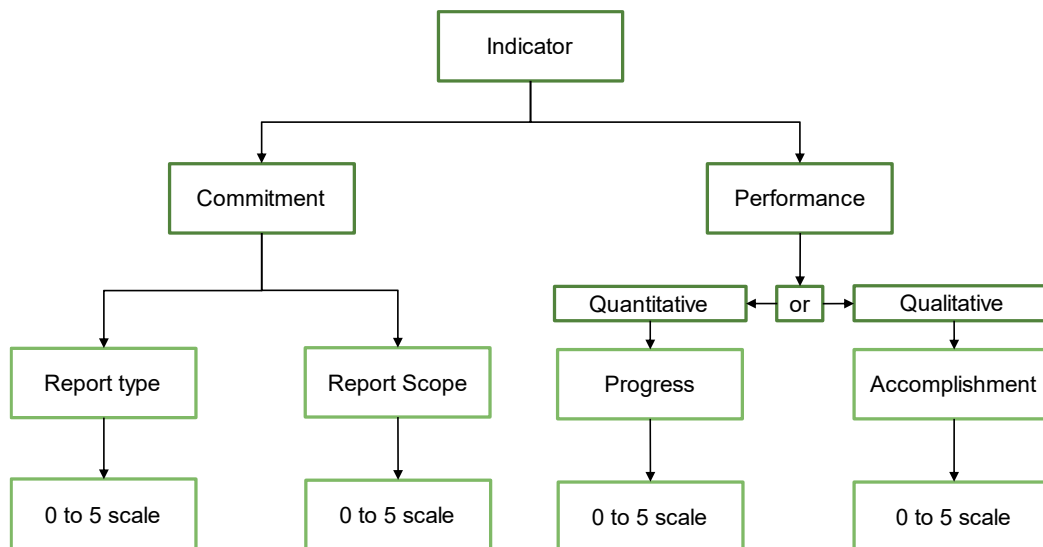 Indicator
Commitment
Performance
Quantitative
or
Qualitative
Report type
Report Scope
Progress
Accomplishment
0 to 5 scale
0 to 5 scale
0 to 5 scale
0 to 5 scale